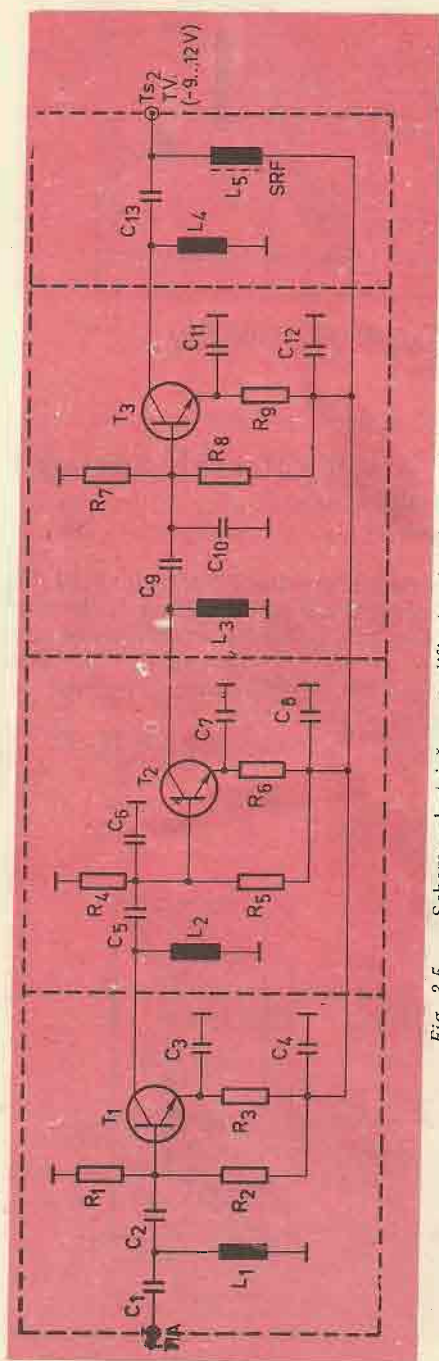 C1
C2
L1
R1
R2
T1
C3
R3
C4
L2
C5
R4
C6
R5
T2
C7
R6
C8
L3
C9
C10
R7
R8
T3
C11
R9
C12
C13
L4
L5
SRF
Ts2
TV
(-9...12V)
Fig. 2.5.
Schema